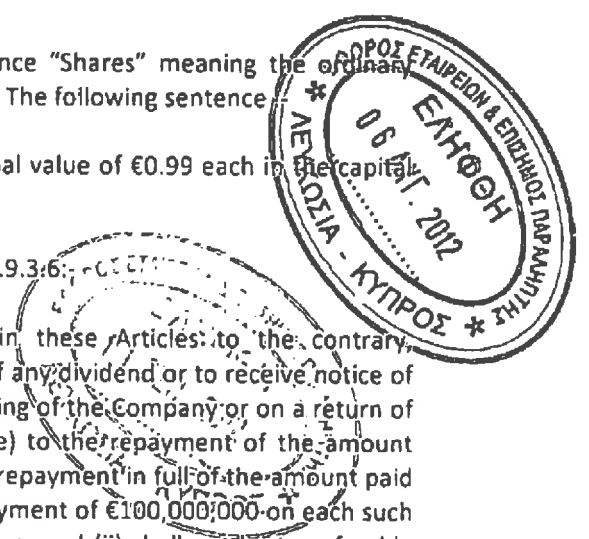 nce “Shares” meaning the ordinary
The following sentence :-
al value of €0.99 each in the capital
.9.3.6:-
in these Articles to the contrary,
f any dividend or to receive notice of
ing of the Company or on a return of
e) to the repayment of the amount
repayment in full of the amount paid
yment of €100,000,000 on each such
ΕΦΟΡΟΣ ΕΤΑΙΡΕΙΩΝ & ΕΠΙΣΗΜΟΣ ΠΑΡΑΛΗΠΤΗΣ
ΕΛΗΦΘΗ
06 ΑΥΓ. 2012
* ΛΕΥΚΩΣΙΑ - ΚΥΠΡΟΣ *